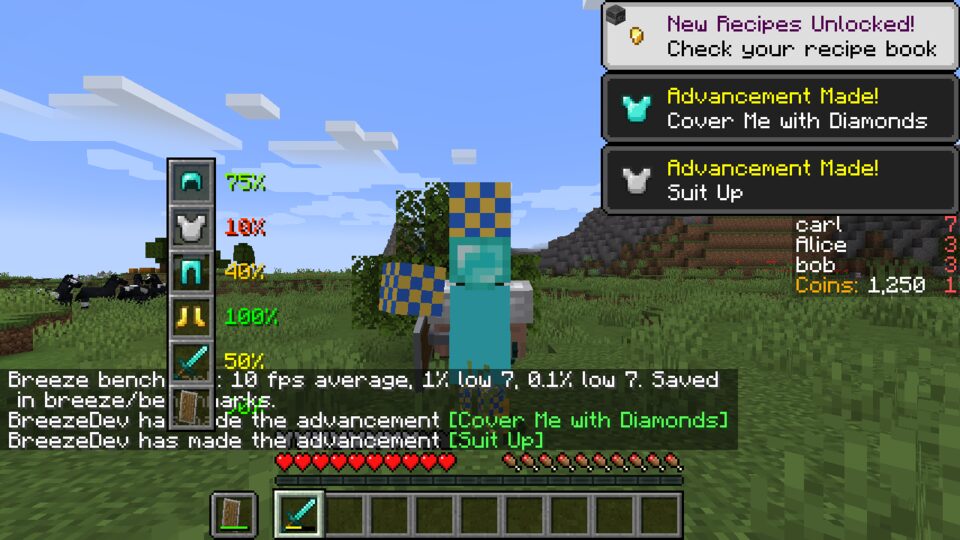 New Recipes Unlocked!
Check your recipe book
Advancement Made!
Cover Me with Diamonds
Advancement Made!
Suit Up
carl 7
Alice 3
bob 3
Coins: 1,250 1
75%
10%
40%
100%
50%
Breeze bench : 10 fps average, 1% low 7, 0.1% low 7. Saved
in breeze/be marks.
BreezeDev ha de the advancement [Cover Me with Diamonds]
BreezeDev has made the advancement [Suit Up]